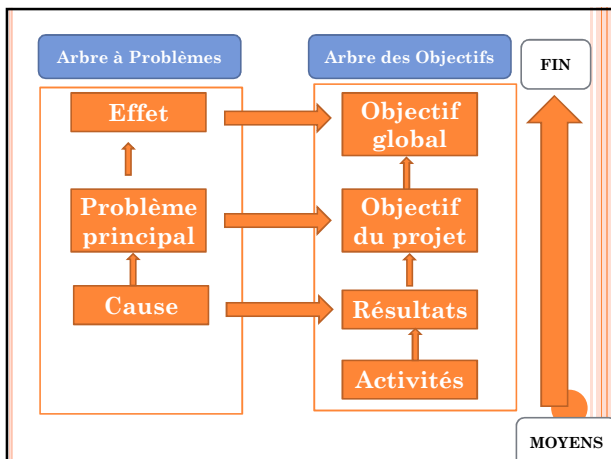 Arbre à Problèmes
Arbre des Objectifs
FIN
Effet
Objectif
global
Problème
principal
Objectif
du projet
Cause
Résultats
Activités
MOYENS